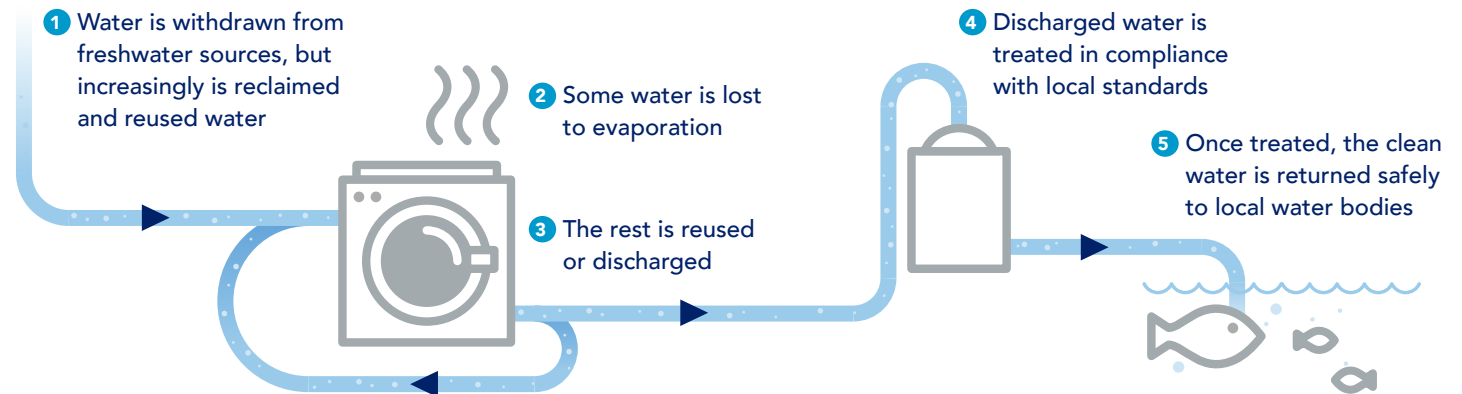 1 Water is withdrawn from
freshwater sources, but
increasingly is reclaimed
and reused water
2 Some water is lost
to evaporation
3 The rest is reused
or discharged
4 Discharged water is
treated in compliance
with local standards
5 Once treated, the clean
water is returned safely
to local water bodies